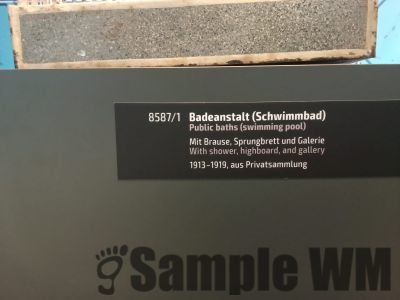 8587/1 Badeanstalt (Schwimmbad)
Public baths (swimming pool)
Mit Brause, Sprungbrett und Galerie
With shower, highboard, and gallery
1913-1919, aus Privatsammlung
Sample WM